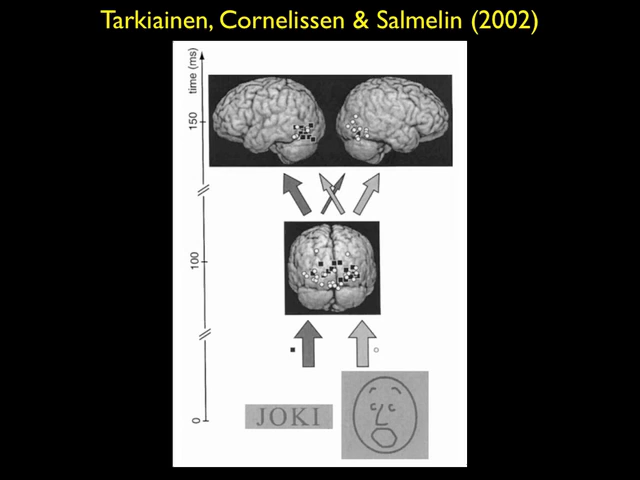 Tarkiainen, Cornelissen & Salmelin (2002)
time (ms)
150
100
0
JOKI